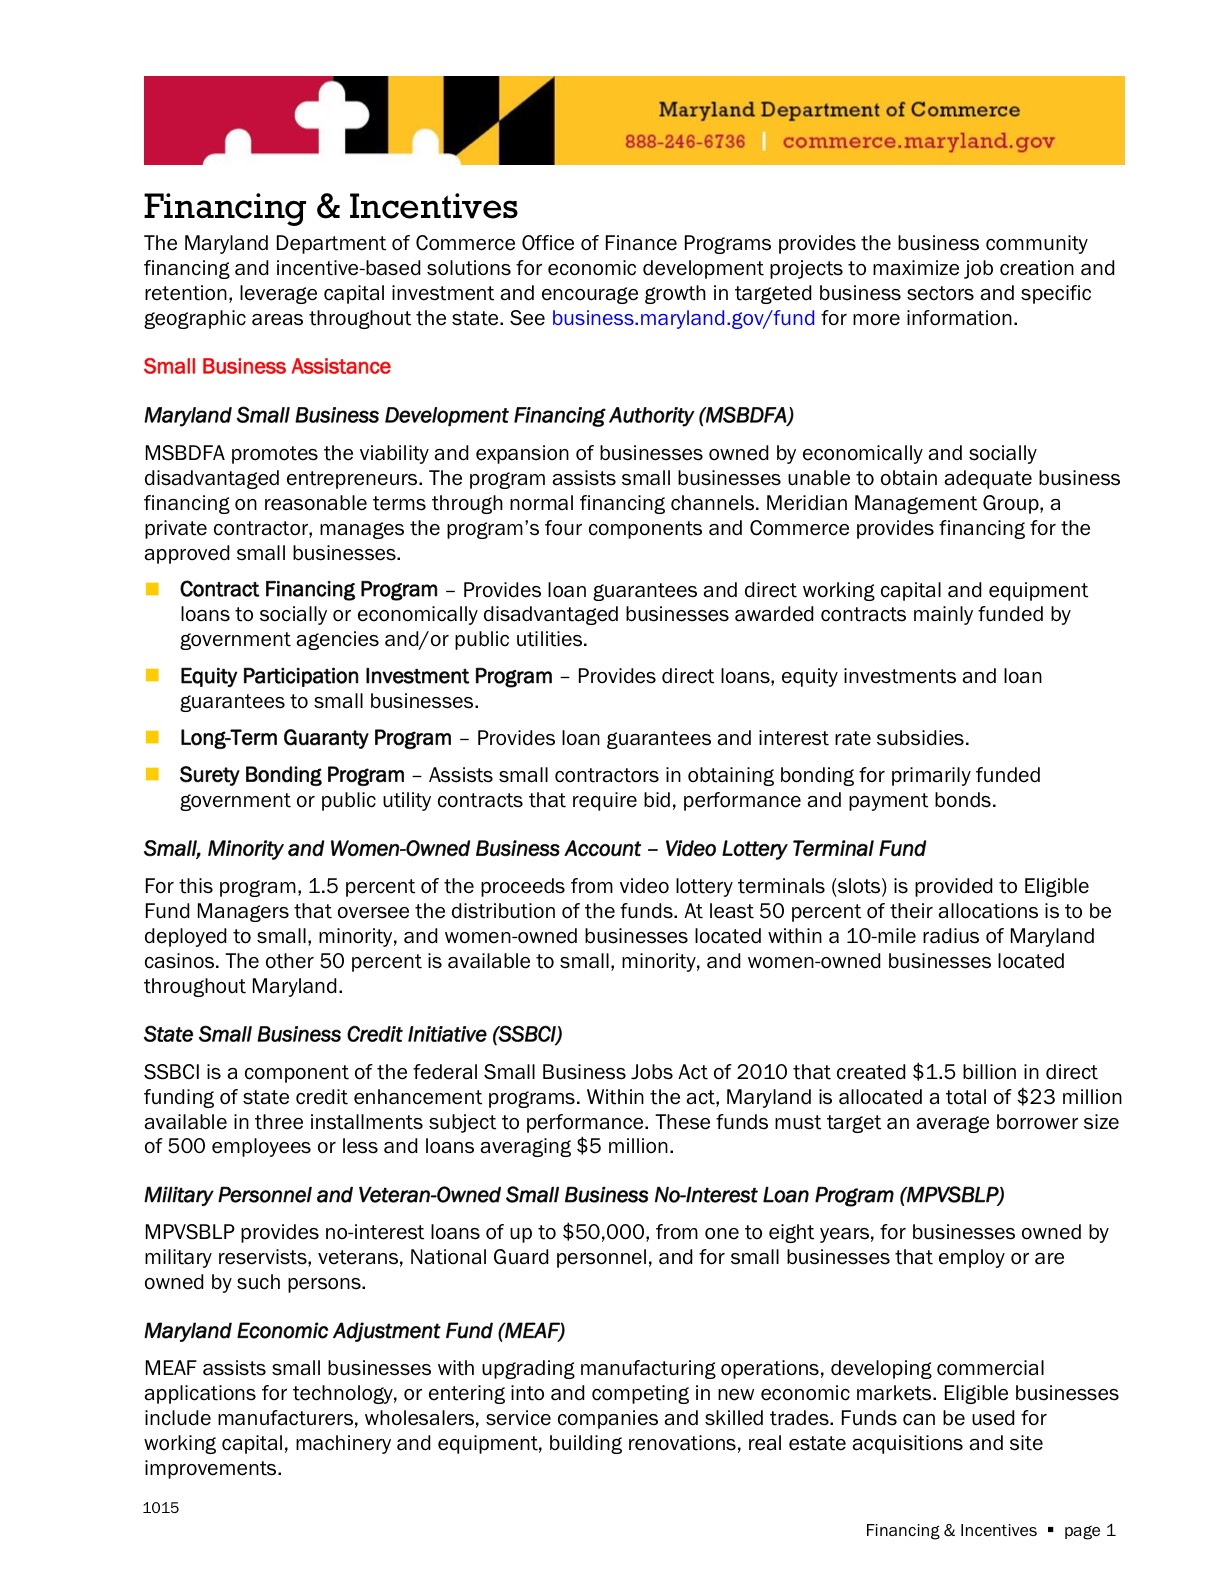 Maryland Department of Commerce
888-246-6736 | commerce.maryland.gov
Financing & Incentives
The Maryland Department of Commerce Office of Finance Programs provides the business community
financing and incentive-based solutions for economic development projects to maximize job creation and
retention, leverage capital investment and encourage growth in targeted business sectors and specific
geographic areas throughout the state. See business.maryland.gov/fund for more information.
Small Business Assistance
Maryland Small Business Development Financing Authority (MSBDFA)
MSBDFA promotes the viability and expansion of businesses owned by economically and socially
disadvantaged entrepreneurs. The program assists small businesses unable to obtain adequate business
financing on reasonable terms through normal financing channels. Meridian Management Group, a
private contractor, manages the program's four components and Commerce provides financing for the
approved small businesses.
■ Contract Financing Program – Provides loan guarantees and direct working capital and equipment
loans to socially or economically disadvantaged businesses awarded contracts mainly funded by
government agencies and/or public utilities.
■ Equity Participation Investment Program – Provides direct loans, equity investments and loan
guarantees to small businesses.
■ Long-Term Guaranty Program – Provides loan guarantees and interest rate subsidies.
■ Surety Bonding Program – Assists small contractors in obtaining bonding for primarily funded
government or public utility contracts that require bid, performance and payment bonds.
Small, Minority and Women-Owned Business Account – Video Lottery Terminal Fund
For this program, 1.5 percent of the proceeds from video lottery terminals (slots) is provided to Eligible
Fund Managers that oversee the distribution of the funds. At least 50 percent of their allocations is to be
deployed to small, minority, and women-owned businesses located within a 10-mile radius of Maryland
casinos. The other 50 percent is available to small, minority, and women-owned businesses located
throughout Maryland.
State Small Business Credit Initiative (SSBCI)
SSBCI is a component of the federal Small Business Jobs Act of 2010 that created $1.5 billion in direct
funding of state credit enhancement programs. Within the act, Maryland is allocated a total of $23 million
available in three installments subject to performance. These funds must target an average borrower size
of 500 employees or less and loans averaging $5 million.
Military Personnel and Veteran-Owned Small Business No-Interest Loan Program (MPVSBLP)
MPVSBLP provides no-interest loans of up to $50,000, from one to eight years, for businesses owned by
military reservists, veterans, National Guard personnel, and for small businesses that employ or are
owned by such persons.
Maryland Economic Adjustment Fund (MEAF)
MEAF assists small businesses with upgrading manufacturing operations, developing commercial
applications for technology, or entering into and competing in new economic markets. Eligible businesses
include manufacturers, wholesalers, service companies and skilled trades. Funds can be used for
working capital, machinery and equipment, building renovations, real estate acquisitions and site
improvements.
1015
Financing & Incentives ▪ page 1